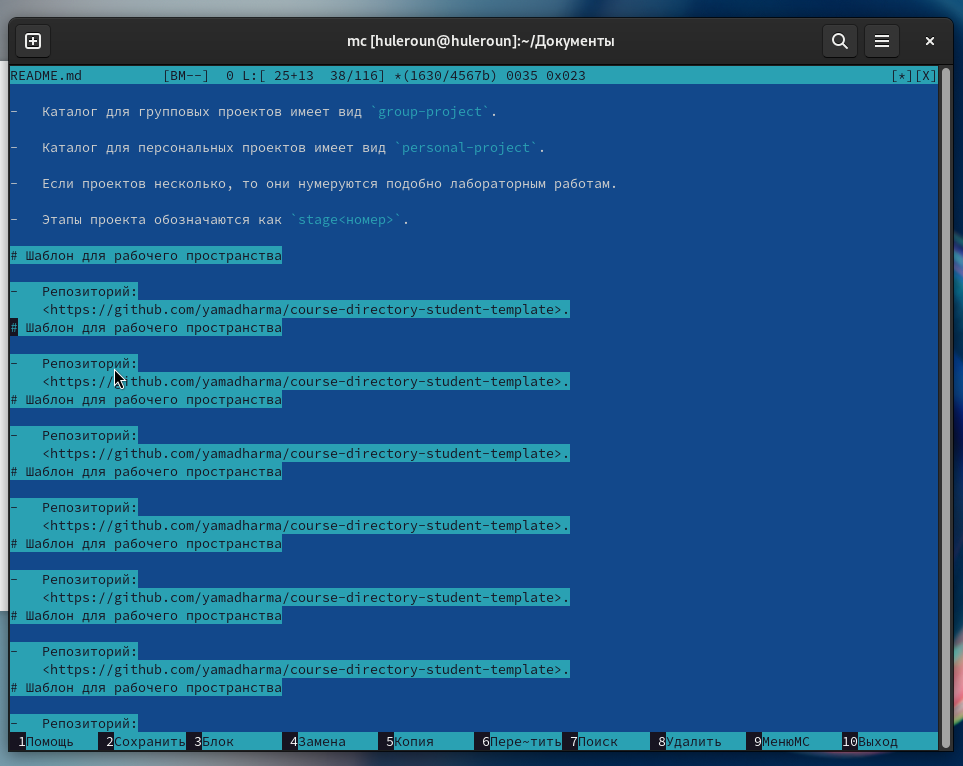 mc [huleroun@huleroun]:~/Документы
README.md [BM--] 0 L:[ 25+13 38/116] *(1630/4567b) 0035 0x023 [*][X]
- Каталог для групповых проектов имеет вид `group-project`.
- Каталог для персональных проектов имеет вид `personal-project`.
- Если проектов несколько, то они нумеруются подобно лабораторным работам.
- Этапы проекта обозначаются как `stage<номер>`.
# Шаблон для рабочего пространства
- Репозиторий:
<https://github.com/yamadharma/course-directory-student-template>.
# Шаблон для рабочего пространства
- Репозиторий:
<https://github.com/yamadharma/course-directory-student-template>.
# Шаблон для рабочего пространства
- Репозиторий:
<https://github.com/yamadharma/course-directory-student-template>.
# Шаблон для рабочего пространства
- Репозиторий:
<https://github.com/yamadharma/course-directory-student-template>.
# Шаблон для рабочего пространства
- Репозиторий:
<https://github.com/yamadharma/course-directory-student-template>.
# Шаблон для рабочего пространства
- Репозиторий:
<https://github.com/yamadharma/course-directory-student-template>.
# Шаблон для рабочего пространства
- Репозиторий:
1Помощь 2Сохранить 3Блок 4Замена 5Копия 6Пере~тить 7Поиск 8Удалить 9МенюМС 10Выход